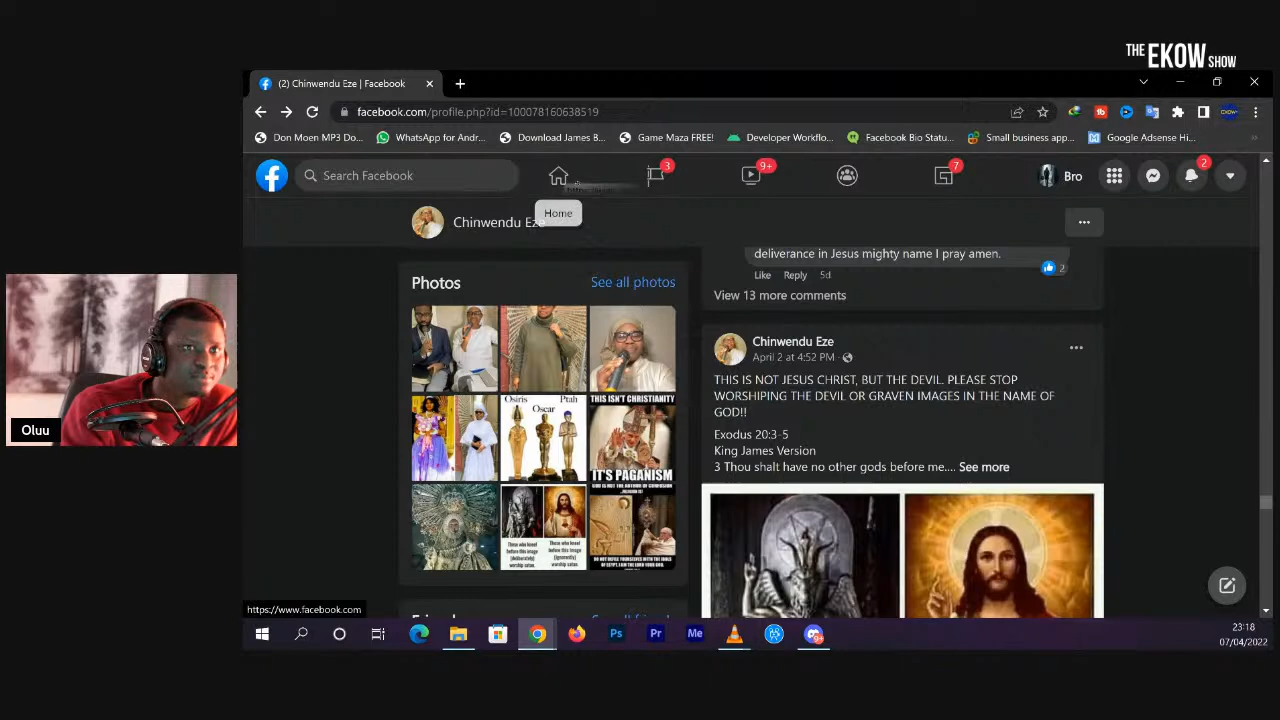 THE EKOW SHOW
(2) Chinwendu Eze | Facebook
facebook.com/profile.php?id=100078160638519
Don Moen MP3 Do...
WhatsApp for Andr...
Download James B...
Game Maza FREE!
Developer Workflo...
Facebook Bio Statu...
Small business app...
Google Adsense Hi...
Search Facebook
3
9+
7
Bro
2
Home
Chinwendu Eze
Photos
See all photos
Osiris
Ptah
Oscar
THIS ISN'T CHRISTIANITY
IT'S PAGANISM
deliverance in Jesus mighty name I pray amen.
Like Reply 5d
2
View 13 more comments
Chinwendu Eze
April 2 at 4:52 PM
THIS IS NOT JESUS CHRIST, BUT THE DEVIL. PLEASE STOP
WORSHIPING THE DEVIL OR GRAVEN IMAGES IN THE NAME OF
GOD!!
Exodus 20:3-5
King James Version
3 Thou shalt have no other gods before me.... See more
Oluu
https://www.facebook.com
Ps
Pr
Me
9+
23:18
07/04/2022